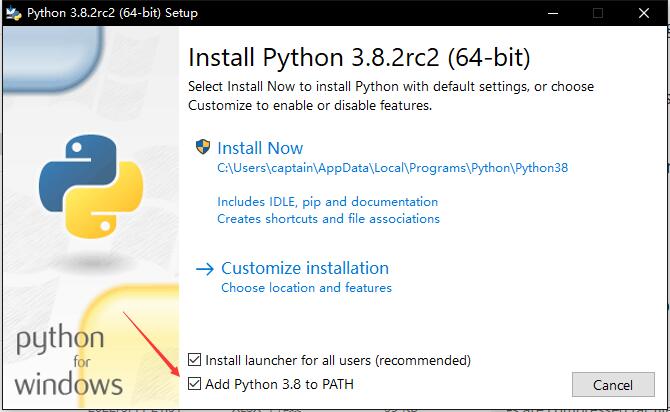 Python 3.8.2rc2 (64-bit) Setup
Install Python 3.8.2rc2 (64-bit)
Select Install Now to install Python with default settings, or choose
Customize to enable or disable features.
Install Now
C:\Users\captain\AppData\Local\Programs\Python\Python38
Includes IDLE, pip and documentation
Creates shortcuts and file associations
Customize installation
Choose location and features
python
for
windows
Install launcher for all users (recommended)
Add Python 3.8 to PATH
Cancel